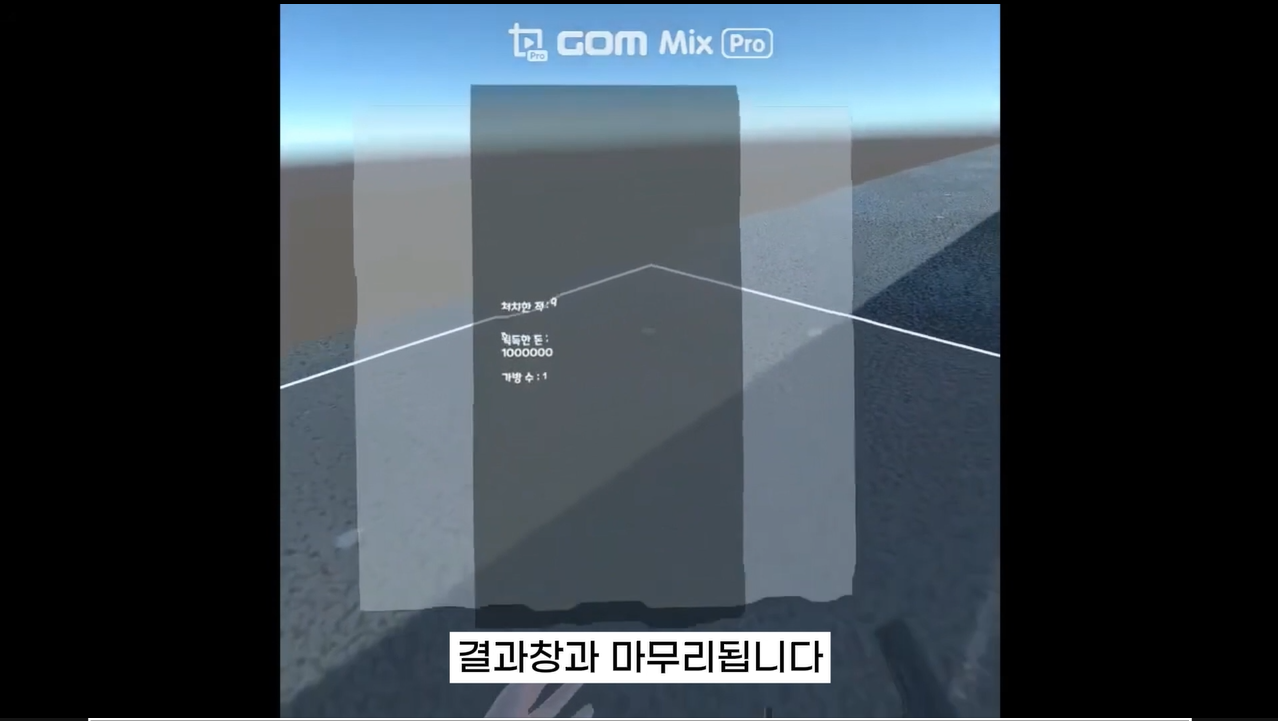 GOM Mix Pro
처치한 적 : 9
획득한 돈 :
1000000
가방 수 : 1
결과창과 마무리됩니다